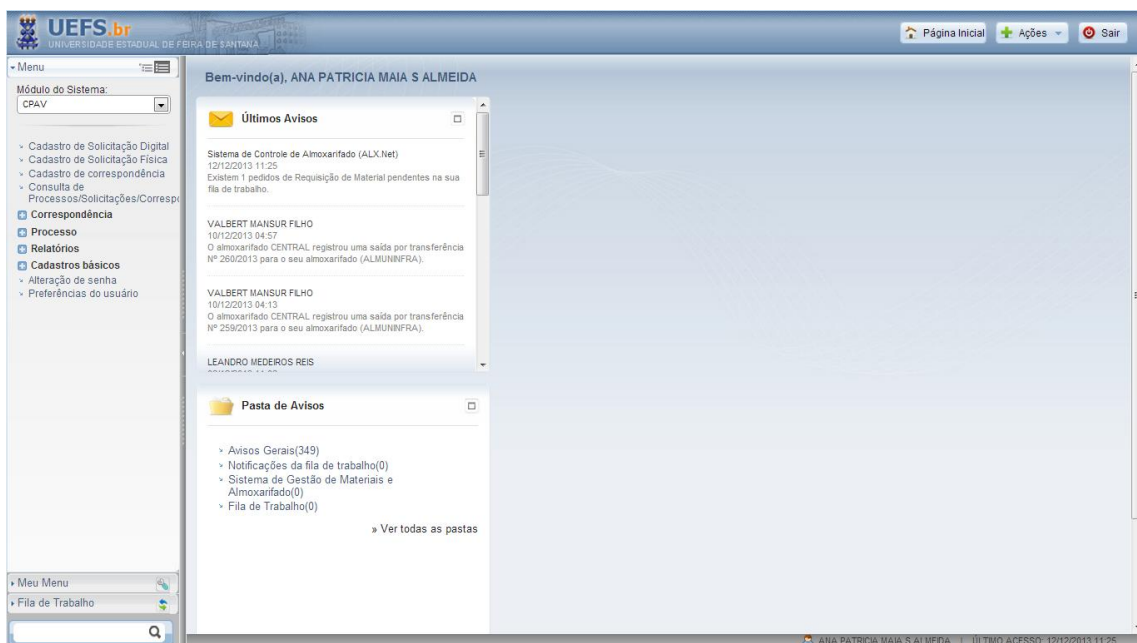 UEFS.br
UNIVERSIDADE ESTADUAL DE FEIRA DE SANTANA
Página Inicial
Ações
Sair
Menu
Módulo do Sistema:
CPAV
Cadastro de Solicitação Digital
Cadastro de Solicitação Física
Cadastro de correspondência
Consulta de
Processos/Solicitações/Correspo
Correspondência
Processo
Relatórios
Cadastros básicos
Alteração de senha
Preferências do usuário
Meu Menu
Fila de Trabalho
Bem-vindo(a), ANA PATRICIA MAIA S ALMEIDA
Últimos Avisos
Sistema de Controle de Almoxarifado (ALX.Net)
12/12/2013 11:25
Existem 1 pedidos de Requisição de Material pendentes na sua
fila de trabalho.
VALBERT MANSUR FILHO
10/12/2013 04:57
O almoxarifado CENTRAL registrou uma saída por transferência
Nº 260/2013 para o seu almoxarifado (ALMUNINFRA).
VALBERT MANSUR FILHO
10/12/2013 04:13
O almoxarifado CENTRAL registrou uma saída por transferência
Nº 259/2013 para o seu almoxarifado (ALMUNINFRA).
LEANDRO MEDEIROS REIS
Pasta de Avisos
Avisos Gerais(349)
Notificações da fila de trabalho(0)
Sistema de Gestão de Materiais e
Almoxarifado(0)
Fila de Trabalho(0)
» Ver todas as pastas
ANA PATRICIA MAIA S ALMEIDA | ÚLTIMO ACESSO: 12/12/2013 11:25